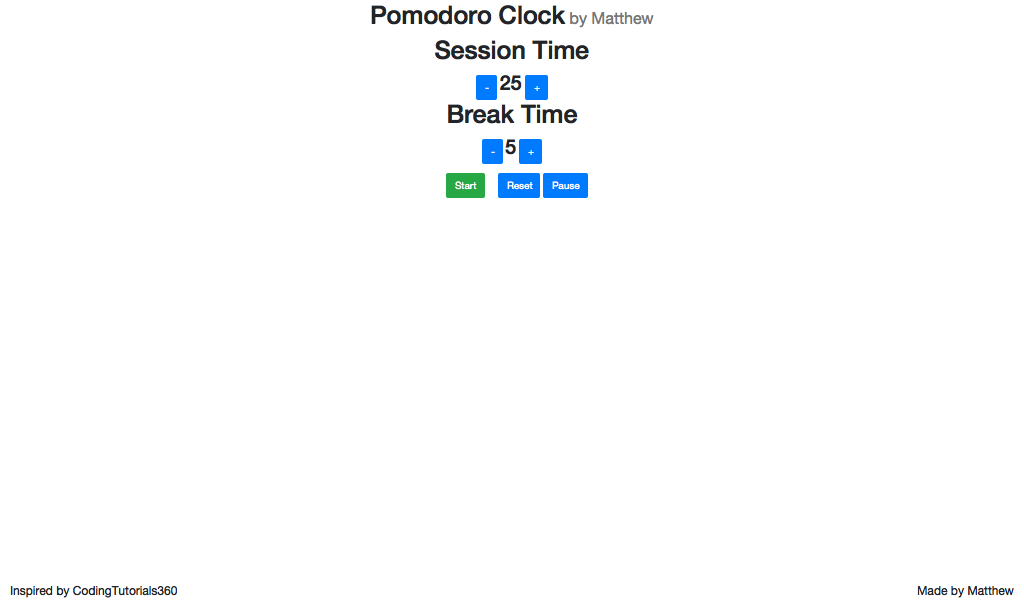 Pomodoro Clock by Matthew
Session Time
- 25 +
Break Time
- 5 +
Start Reset Pause
Inspired by CodingTutorials360 Made by Matthew